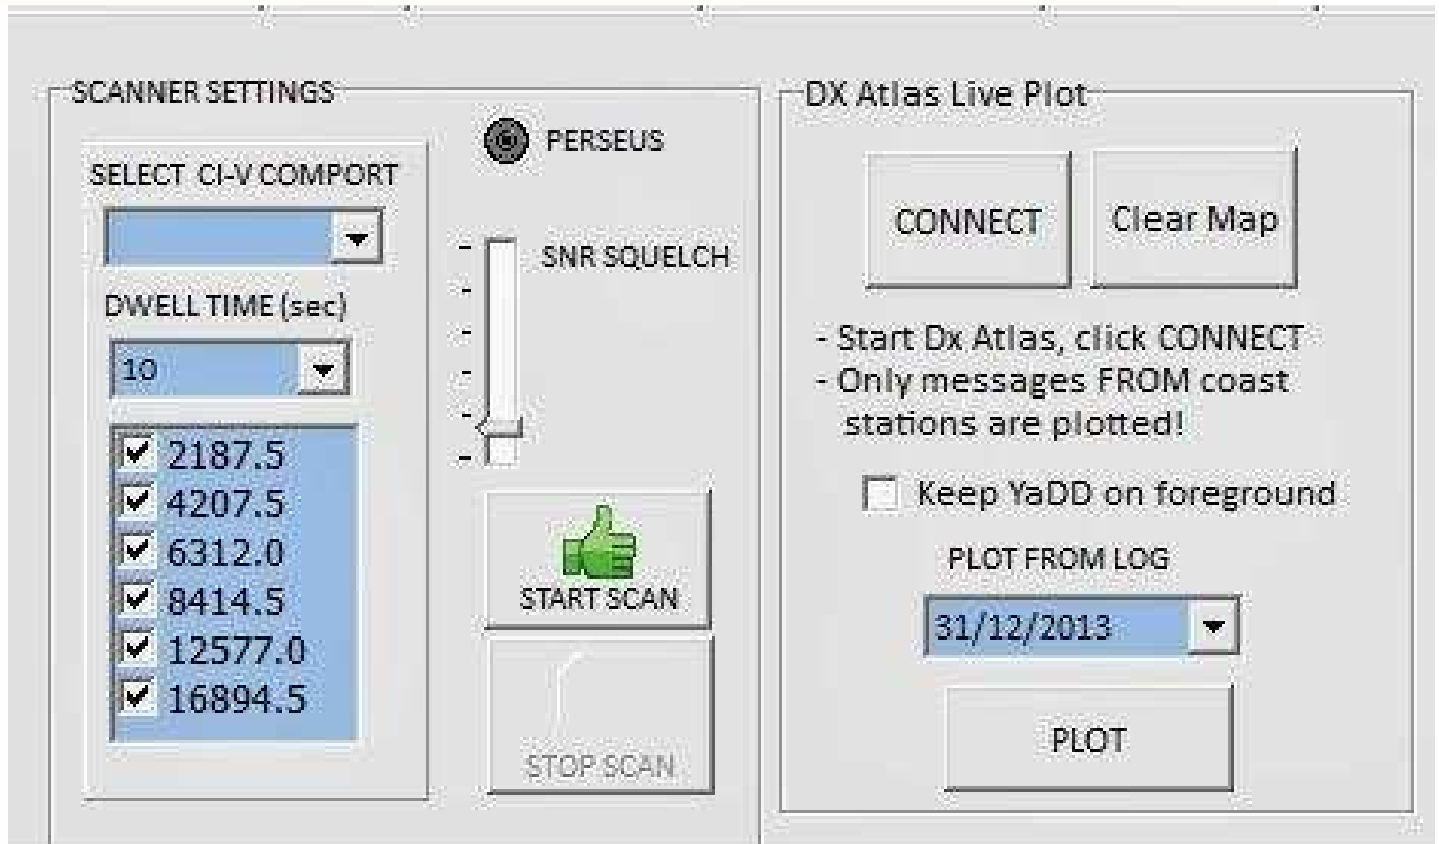 SCANNER SETTINGS
PERSEUS
SELECT CI-V COMPORT
SNR SQUELCH
DWELL TIME (sec)
10
2187.5
4207.5
6312.0
8414.5
12577.0
16894.5
START SCAN
STOP SCAN
DX Atlas Live Plot
CONNECT
Clear Map
- Start Dx Atlas, click CONNECT
- Only messages FROM coast
stations are plotted!
Keep YaDD on foreground
PLOT FROM LOG
31/12/2013
PLOT